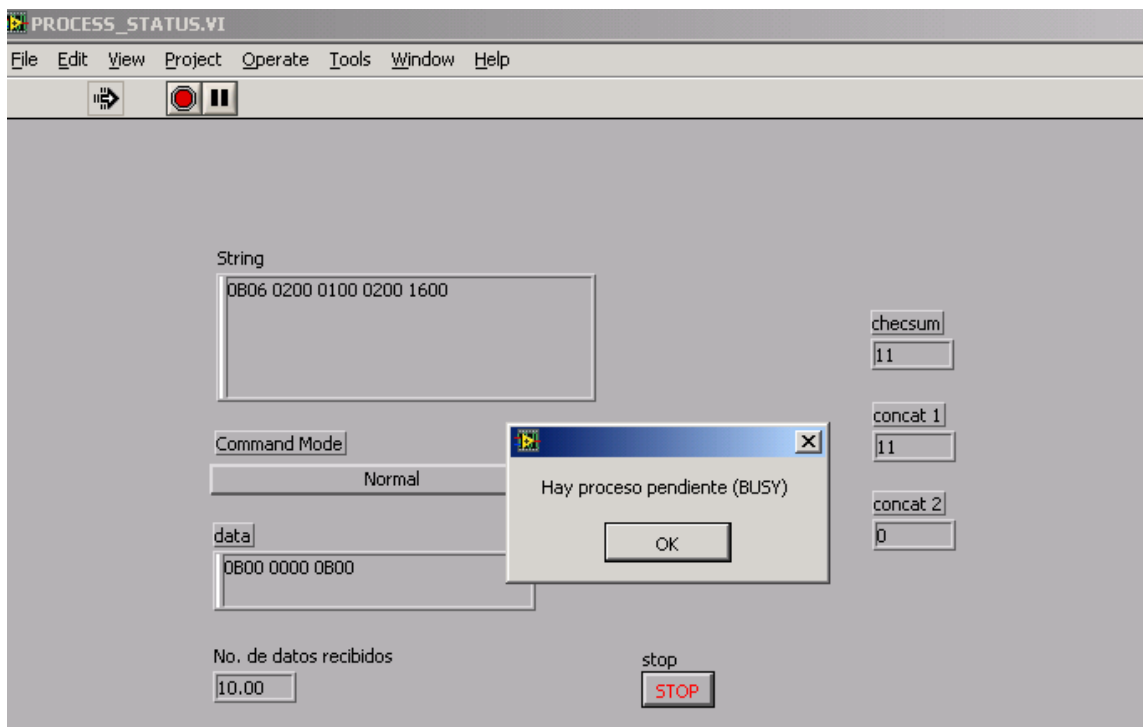 PROCESS_STATUS.VI
File Edit View Project Operate Tools Window Help
String
0B06 0200 0100 0200 1600
checsum
11
concat 1
11
Command Mode
Normal
Hay proceso pendiente (BUSY)
OK
concat 2
0
data
0B00 0000 0B00
No. de datos recibidos
10.00
stop
STOP